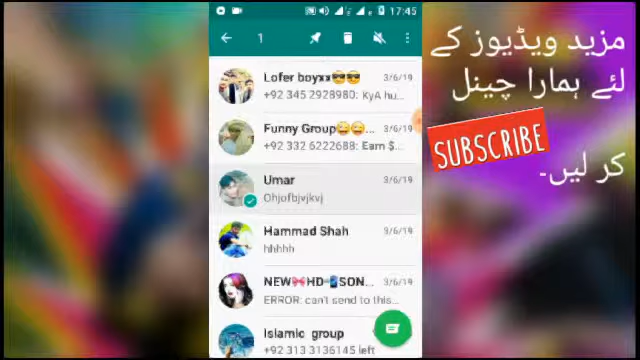 17:45
1
Lofer boyxx😎😎 3/6/19
+92 345 2928980: KyA hu...
Funny Group😄😄... 3/6/19
+92 332 6222688: Earn $...
Umar 3/6/19
Ohjofbjvjkvj
Hammad Shah 3/6/19
hhhhh
NEW🎀HD📲SON... 3/6/19
ERROR: can't send to this...
Islamic group 3/6/19
+92 313 3136145 left
مزید ویڈیوز کے
لئے ہمارا چینل
SUBSCRIBE
کر لیں۔